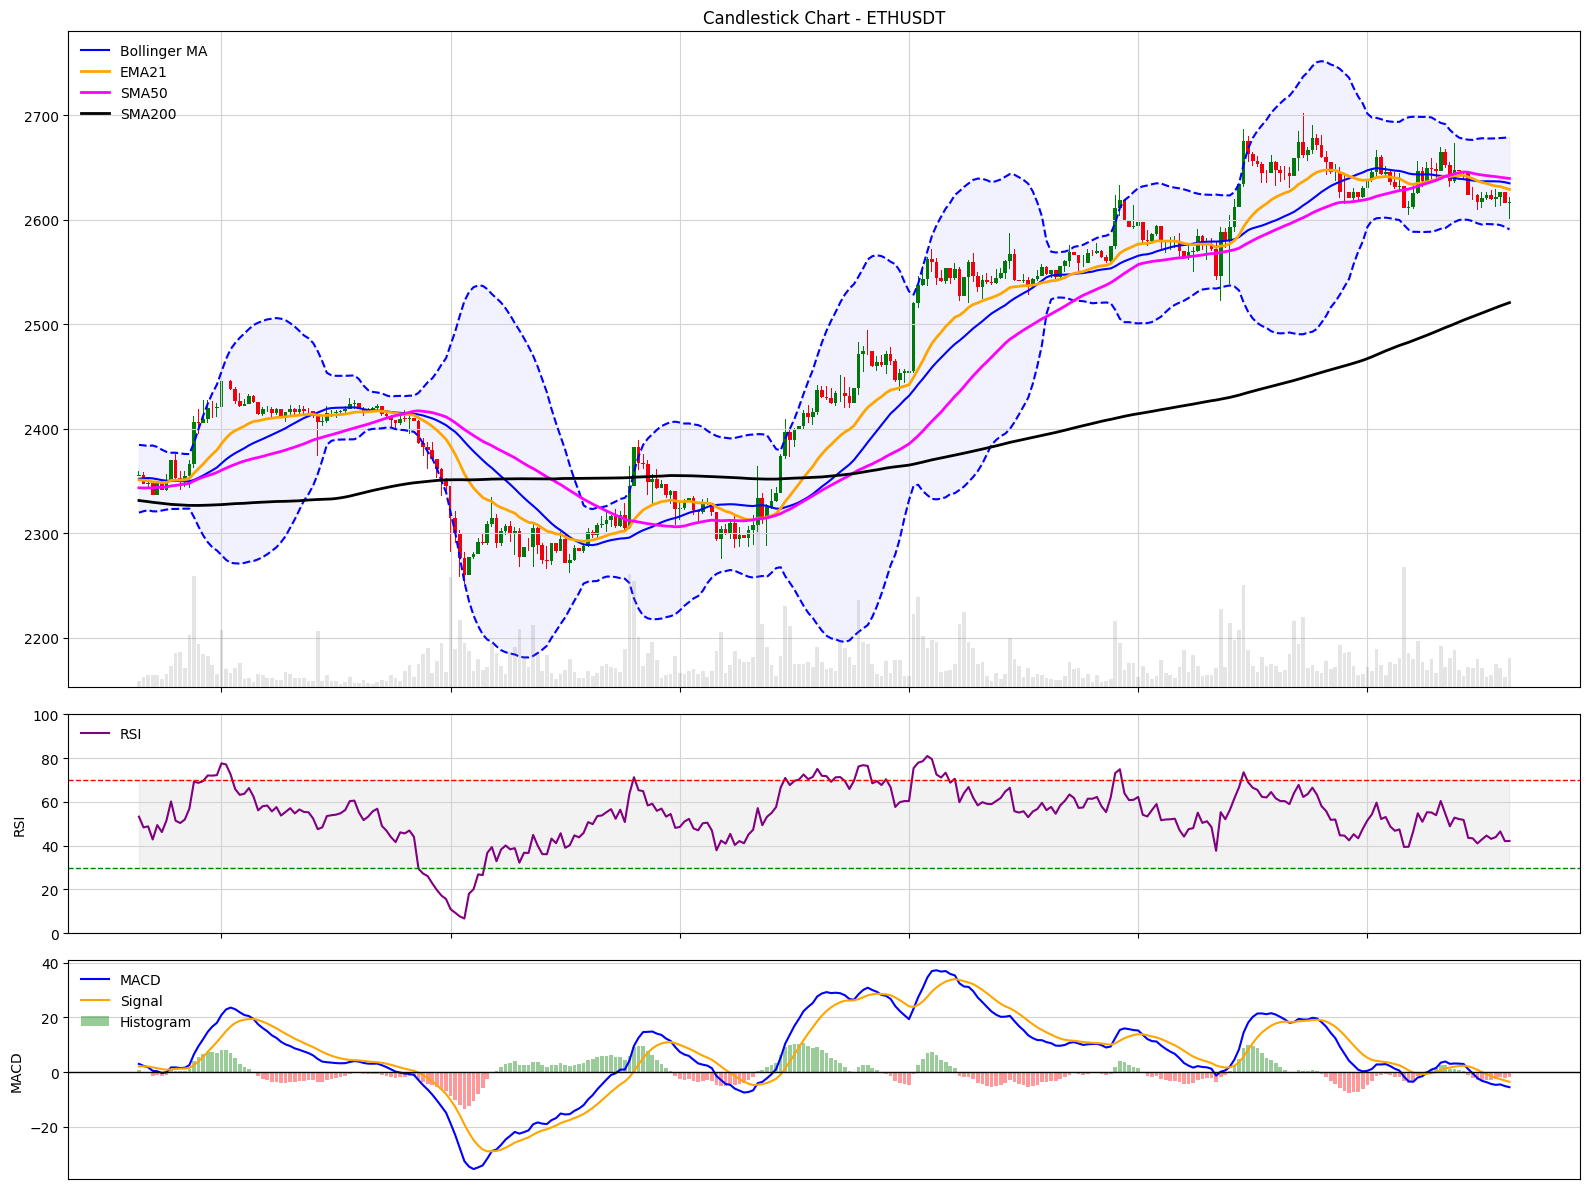 Candlestick Chart - ETHUSDT
Bollinger MA
EMA21
SMA50
SMA200
2700
2600
2500
2400
2300
2200
RSI
100
80
60
40
20
0
RSI
MACD
Signal
Histogram
40
20
0
−20
MACD